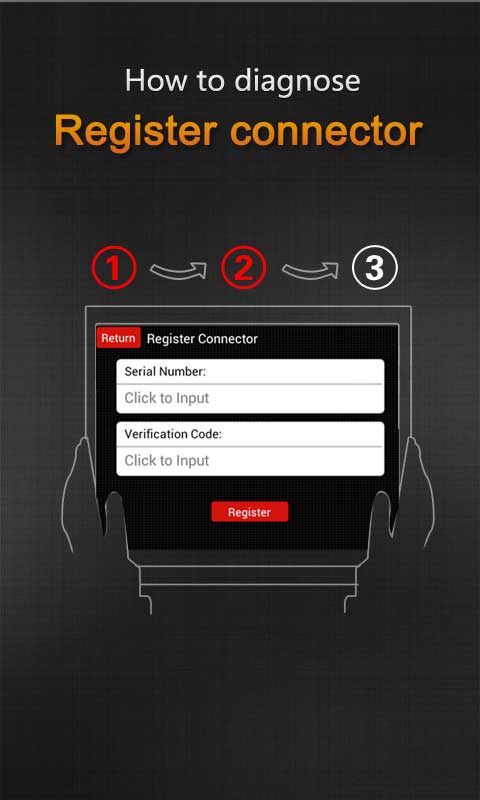 How to diagnose
Register connector
1 2 3
Return Register Connector
Serial Number:
Click to Input
Verification Code:
Click to Input
Register